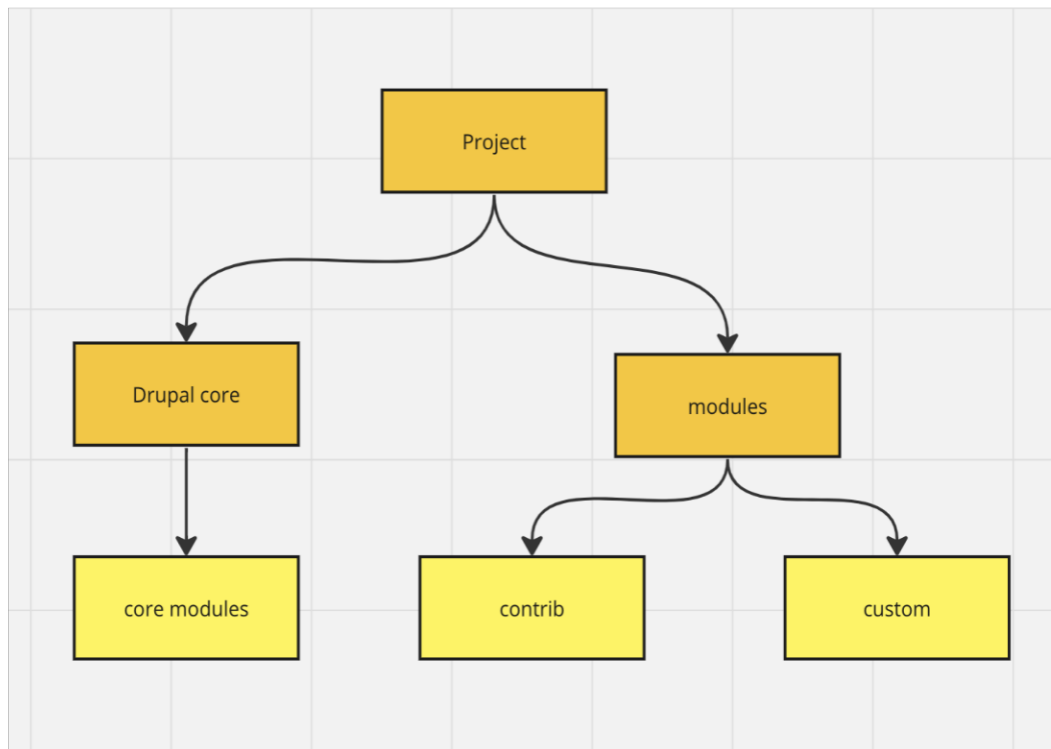 Project
Drupal core
modules
core modules
contrib
custom